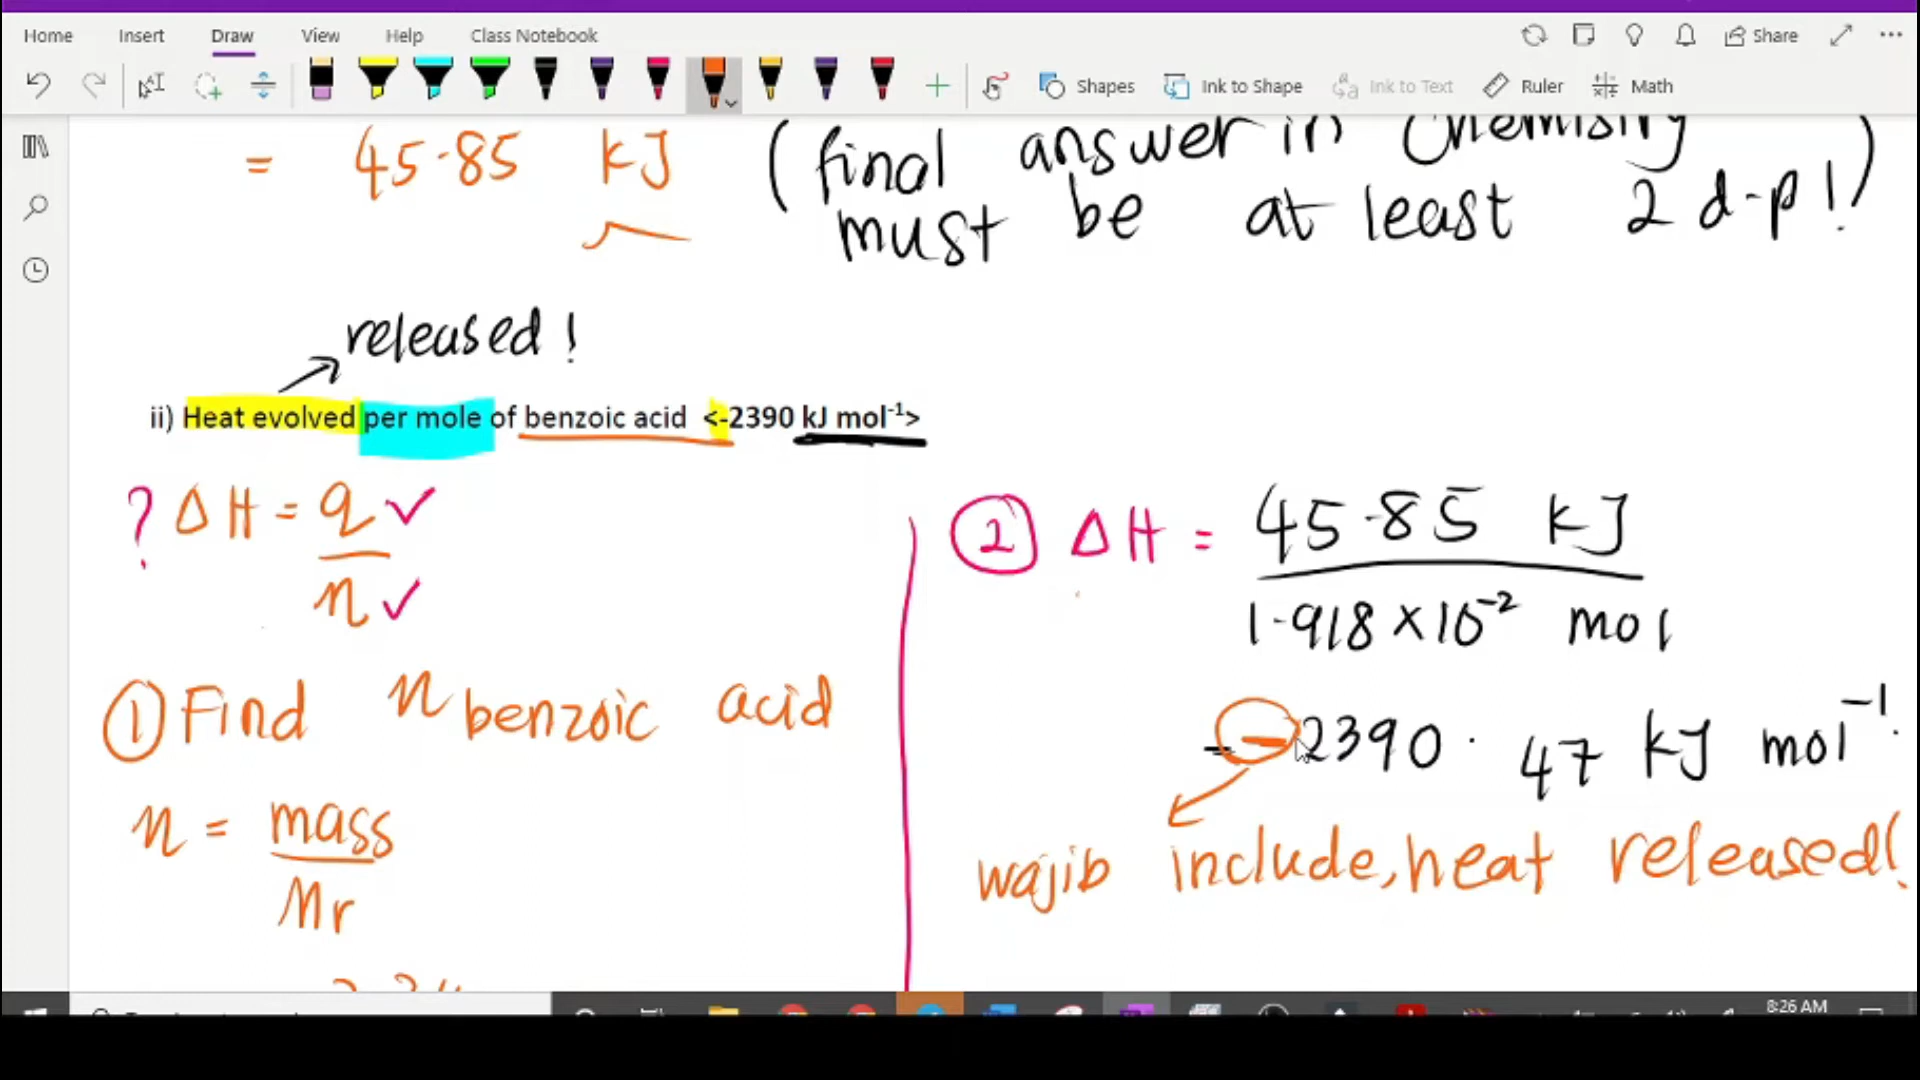 Home Insert Draw View Help Class Notebook Share
Shapes Ink to Shape Ink to Text Ruler Math
= 45.85 kJ (final answer in Chemistry
must be at least 2 d.p!)
released!
ii) Heat evolved per mole of benzoic acid <-2390 kJ mol⁻¹>
? ΔH = q ✓
n ✓
① Find n benzoic acid
n = mass
Mr
② ΔH = 45.85 kJ
1.918 × 10⁻² mol
= - 2390.47 kJ mol⁻¹.
wajib include, heat released!
8:26 AM